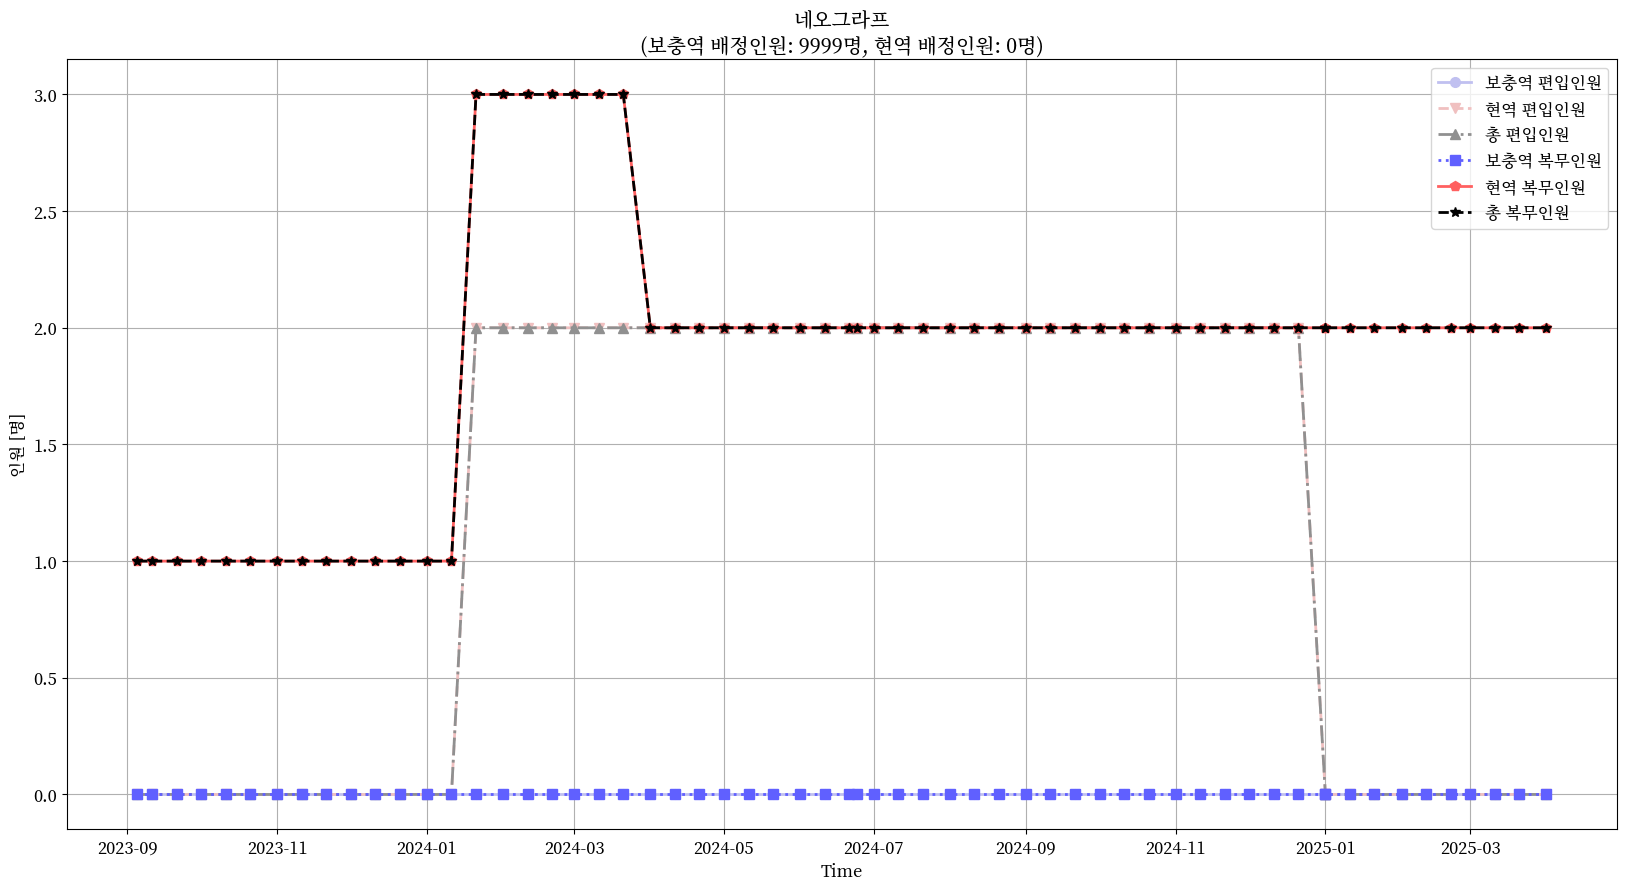 네오그라프
(보충역 배정인원: 9999명, 현역 배정인원: 0명)
보충역 편입인원
현역 편입인원
총 편입인원
보충역 복무인원
현역 복무인원
총 복무인원
인원 [명]
3.0
2.5
2.0
1.5
1.0
0.5
0.0
2023-09
2023-11
2024-01
2024-03
2024-05
2024-07
2024-09
2024-11
2025-01
2025-03
Time